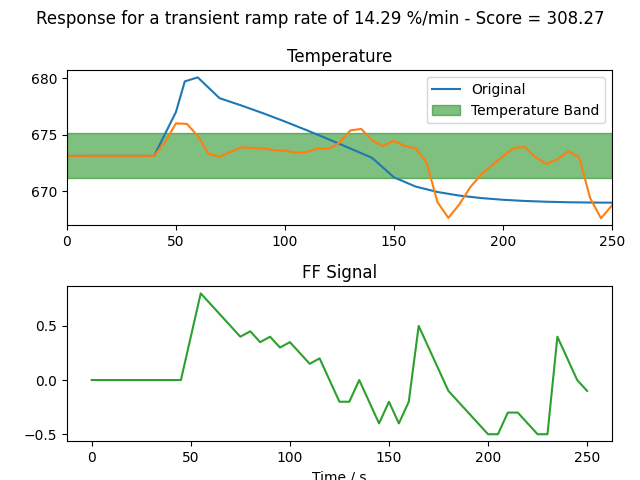 Response for a transient ramp rate of 14.29 %/min - Score = 308.27
Temperature
680
675
670
Original
Temperature Band
0 50 100 150 200 250
FF Signal
0.5
0.0
−0.5
0 50 100 150 200 250
Time / s